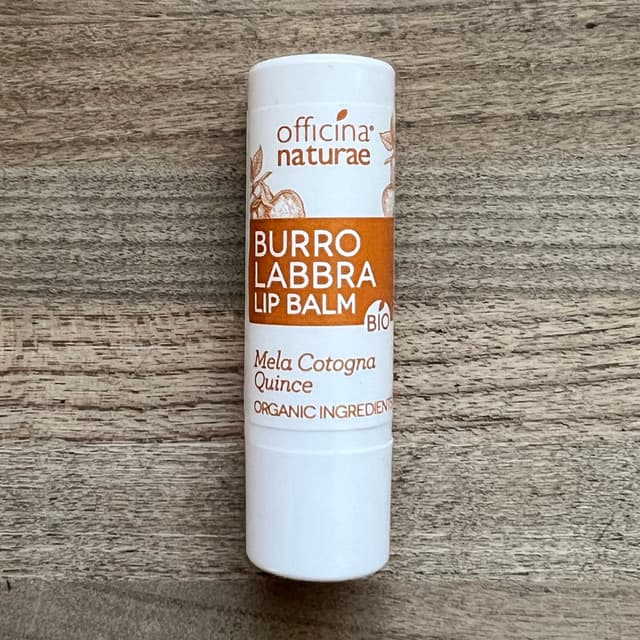 officina®
naturae
BURRO
LABBRA
LIP BALM
BIO
Mela Cotogna
Quince
ORGANIC INGREDIENTS